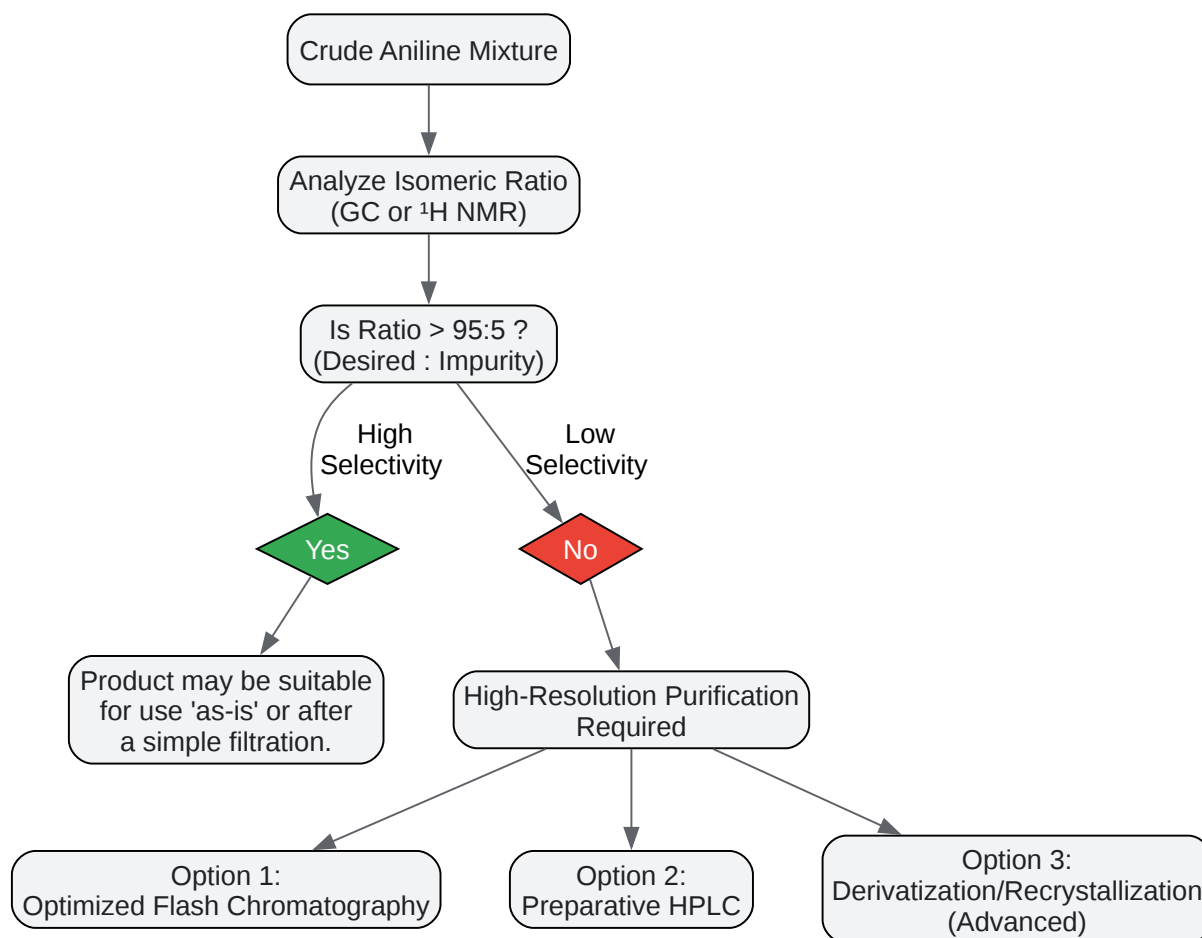 Crude Aniline Mixture
Analyze Isomeric Ratio
(GC or ¹H NMR)
Is Ratio > 95:5 ?
(Desired : Impurity)
High
Selectivity
Low
Selectivity
Yes
No
Product may be suitable
for use 'as-is' or after
a simple filtration.
High-Resolution Purification
Required
Option 1:
Optimized Flash Chromatography
Option 2:
Preparative HPLC
Option 3:
Derivatization/Recrystallization
(Advanced)